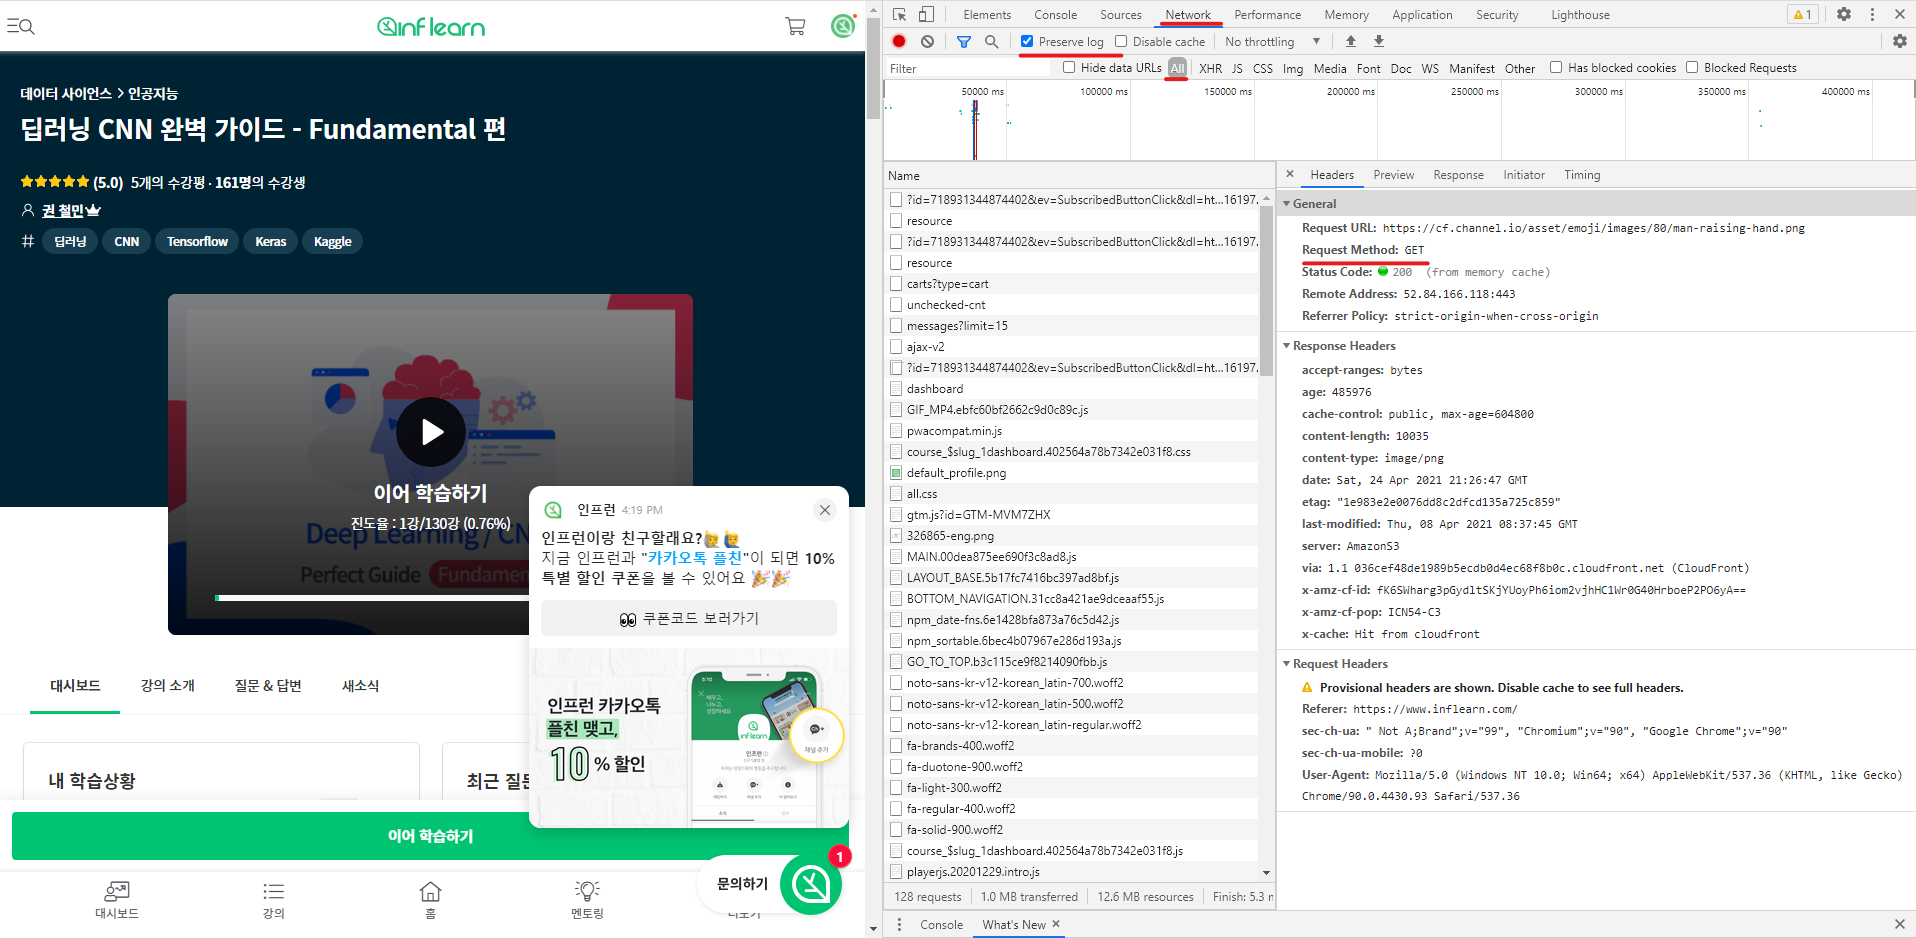 inflearn
데이터 사이언스 > 인공지능
딥러닝 CNN 완벽 가이드 - Fundamental 편
(5.0) 5개의 수강평 · 161명의 수강생
권 철민
# 딥러닝 CNN Tensorflow Keras Kaggle
이어 학습하기
진도율 : 1강/130강 (0.76%)
Deep Learning / CN
Perfect Guide Fundamen
인프런 4:19 PM
인프런이랑 친구할래요?
지금 인프런과 "카카오톡 플친"이 되면 10%
특별 할인 쿠폰을 볼 수 있어요
쿠폰코드 보러가기
인프런 카카오톡
플친 맺고,
10% 할인
5:10
배우고,
나누고,
성장하세요
inflearn
인프런
채널 추가
대시보드 강의 소개 질문 & 답변 새소식
내 학습상황
최근 질문
이어 학습하기
문의하기
1
대시보드 강의 홈 멘토링 더보기
Elements Console Sources Network Performance Memory Application Security Lighthouse 1
Preserve log Disable cache No throttling
Filter Hide data URLs All XHR JS CSS Img Media Font Doc WS Manifest Other Has blocked cookies Blocked Requests
50000 ms 100000 ms 150000 ms 200000 ms 250000 ms 300000 ms 350000 ms 400000 ms
Name
?id=718931344874402&ev=SubscribedButtonClick&dl=ht...16197.
resource
?id=718931344874402&ev=SubscribedButtonClick&dl=ht...16197.
resource
carts?type=cart
unchecked-cnt
messages?limit=15
ajax-v2
?id=718931344874402&ev=SubscribedButtonClick&dl=ht...16197.
dashboard
GIF_MP4.ebfc60bf2662c9d0c89c.js
pwacompat.min.js
course_$slug_1dashboard.402564a78b7342e031f8.css
default_profile.png
all.css
gtm.js?id=GTM-MVM7ZHX
326865-eng.png
MAIN.00dea875ee690f3c8ad8.js
LAYOUT_BASE.5b17fc7416bc397ad8bf.js
BOTTOM_NAVIGATION.31cc8a421ae9dceaaf55.js
npm_date-fns.6e1428bfa873a76c5d42.js
npm_sortable.6bec4b07967e286d193a.js
GO_TO_TOP.b3c115ce9f8214090fbb.js
noto-sans-kr-v12-korean_latin-700.woff2
noto-sans-kr-v12-korean_latin-500.woff2
noto-sans-kr-v12-korean_latin-regular.woff2
fa-brands-400.woff2
fa-duotone-900.woff2
fa-light-300.woff2
fa-regular-400.woff2
fa-solid-900.woff2
course_$slug_1dashboard.402564a78b7342e031f8.js
playerjs.20201229.intro.js
128 requests 1.0 MB transferred 12.6 MB resources Finish: 5.3 m
Headers Preview Response Initiator Timing
General
Request URL: https://cf.channel.io/asset/emoji/images/80/man-raising-hand.png
Request Method: GET
Status Code: 200 (from memory cache)
Remote Address: 52.84.166.118:443
Referrer Policy: strict-origin-when-cross-origin
Response Headers
accept-ranges: bytes
age: 485976
cache-control: public, max-age=604800
content-length: 10035
content-type: image/png
date: Sat, 24 Apr 2021 21:26:47 GMT
etag: "1e983e2e0076dd8c2dfcd135a725c859"
last-modified: Thu, 08 Apr 2021 08:37:45 GMT
server: AmazonS3
via: 1.1 036cef48de1989b5ecdb0d4ec68f8b0c.cloudfront.net (CloudFront)
x-amz-cf-id: fK6SWharg3pGydltSKjYUoyPh6iom2vjhHC1Wr0G40HrboeP2PO6yA==
x-amz-cf-pop: ICN54-C3
x-cache: Hit from cloudfront
Request Headers
Provisional headers are shown. Disable cache to see full headers.
Referer: https://www.inflearn.com/
sec-ch-ua: " Not A;Brand";v="99", "Chromium";v="90", "Google Chrome";v="90"
sec-ch-ua-mobile: ?0
User-Agent: Mozilla/5.0 (Windows NT 10.0; Win64; x64) AppleWebKit/537.36 (KHTML, like Gecko)
Chrome/90.0.4430.93 Safari/537.36
Console What's New